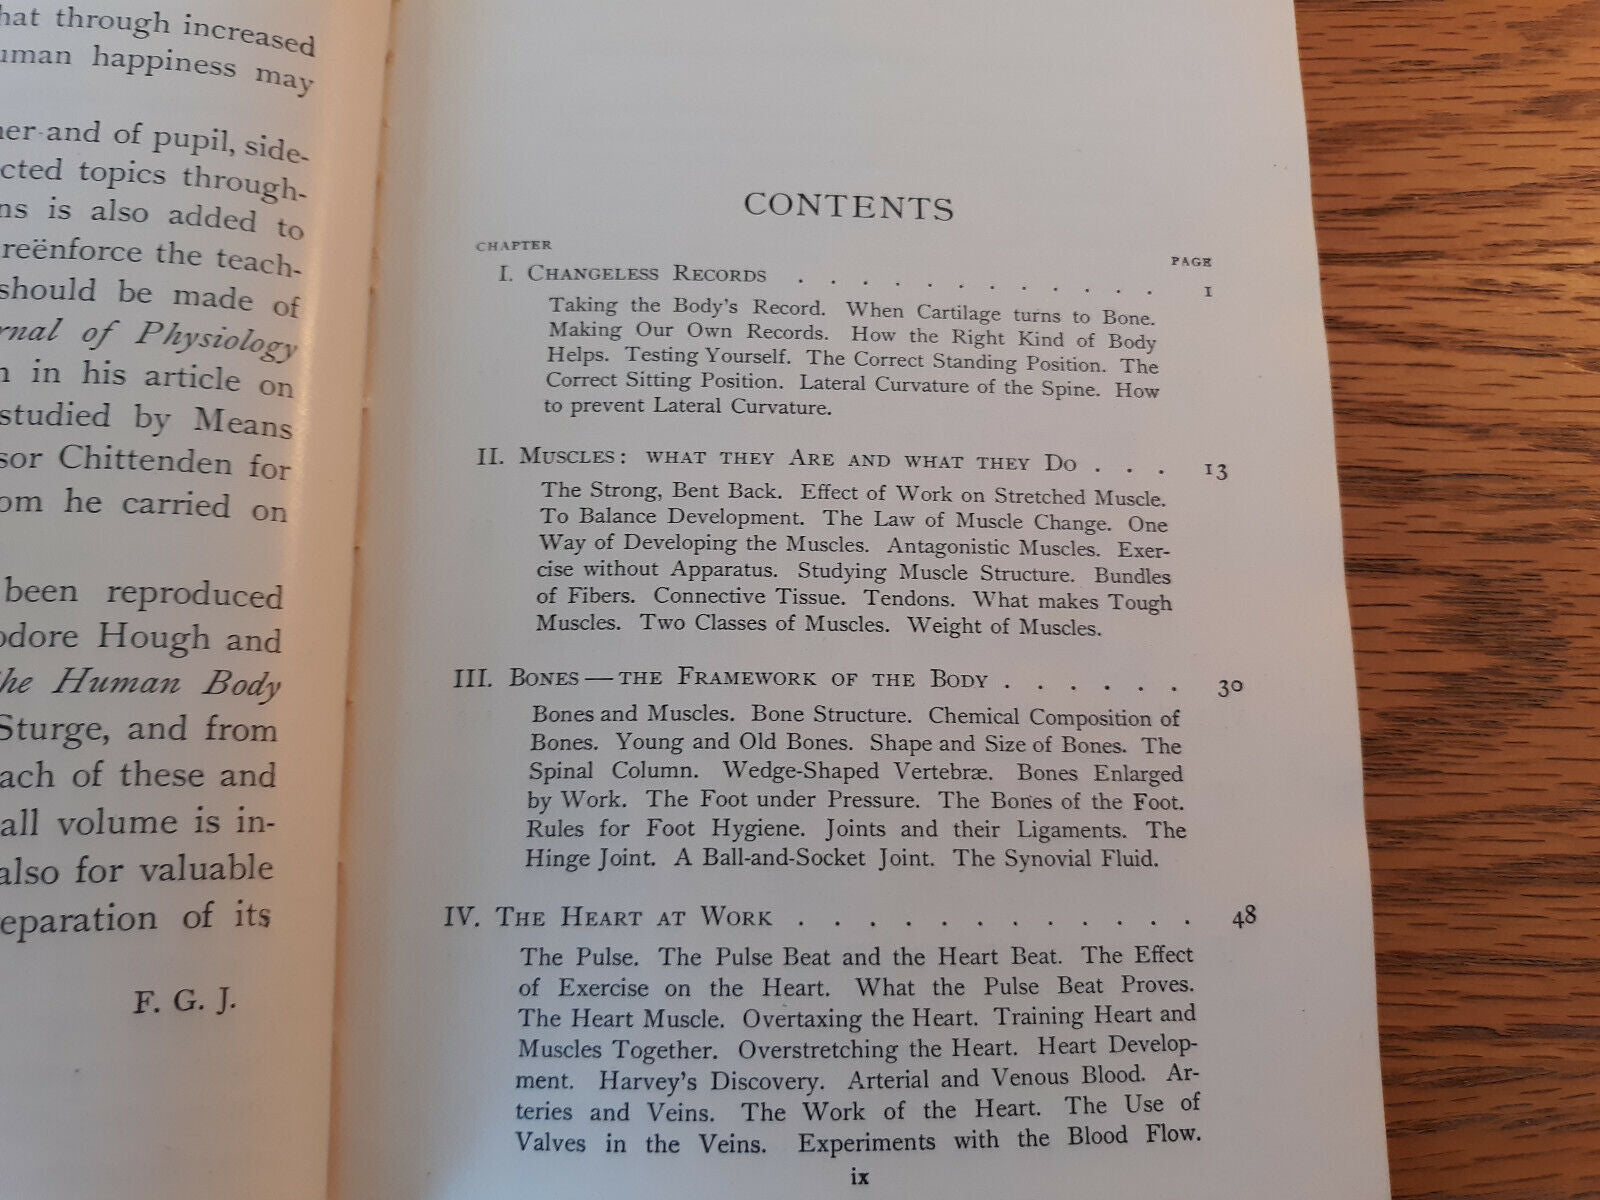 that through increased
human happiness may
and of pupil, side-
topics through-
is also added to
reënforce the teach-
should be made of
of Physiology
in his article on
studied by Means
Chittenden for
he carried on
been reproduced
Hough and
The Human Body
Sturge, and from
of these and
volume is in-
also for valuable
of its
F. G. J.
CONTENTS
CHAPTER PAGE
I. CHANGELESS RECORDS . . . . . . . . . . . . 1
Taking the Body's Record. When Cartilage turns to Bone.
Making Our Own Records. How the Right Kind of Body
Helps. Testing Yourself. The Correct Standing Position. The
Correct Sitting Position. Lateral Curvature of the Spine. How
to prevent Lateral Curvature.
II. MUSCLES: WHAT THEY ARE AND WHAT THEY DO . . . 13
The Strong, Bent Back. Effect of Work on Stretched Muscle.
To Balance Development. The Law of Muscle Change. One
Way of Developing the Muscles. Antagonistic Muscles. Exer-
cise without Apparatus. Studying Muscle Structure. Bundles
of Fibers. Connective Tissue. Tendons. What makes Tough
Muscles. Two Classes of Muscles. Weight of Muscles.
III. BONES — THE FRAMEWORK OF THE BODY . . . . . . 30
Bones and Muscles. Bone Structure. Chemical Composition of
Bones. Young and Old Bones. Shape and Size of Bones. The
Spinal Column. Wedge-Shaped Vertebræ. Bones Enlarged
by Work. The Foot under Pressure. The Bones of the Foot.
Rules for Foot Hygiene. Joints and their Ligaments. The
Hinge Joint. A Ball-and-Socket Joint. The Synovial Fluid.
IV. THE HEART AT WORK . . . . . . . . . . . . 48
The Pulse. The Pulse Beat and the Heart Beat. The Effect
of Exercise on the Heart. What the Pulse Beat Proves.
The Heart Muscle. Overtaxing the Heart. Training Heart and
Muscles Together. Overstretching the Heart. Heart Develop-
ment. Harvey's Discovery. Arterial and Venous Blood. Ar-
teries and Veins. The Work of the Heart. The Use of
Valves in the Veins. Experiments with the Blood Flow.
ix